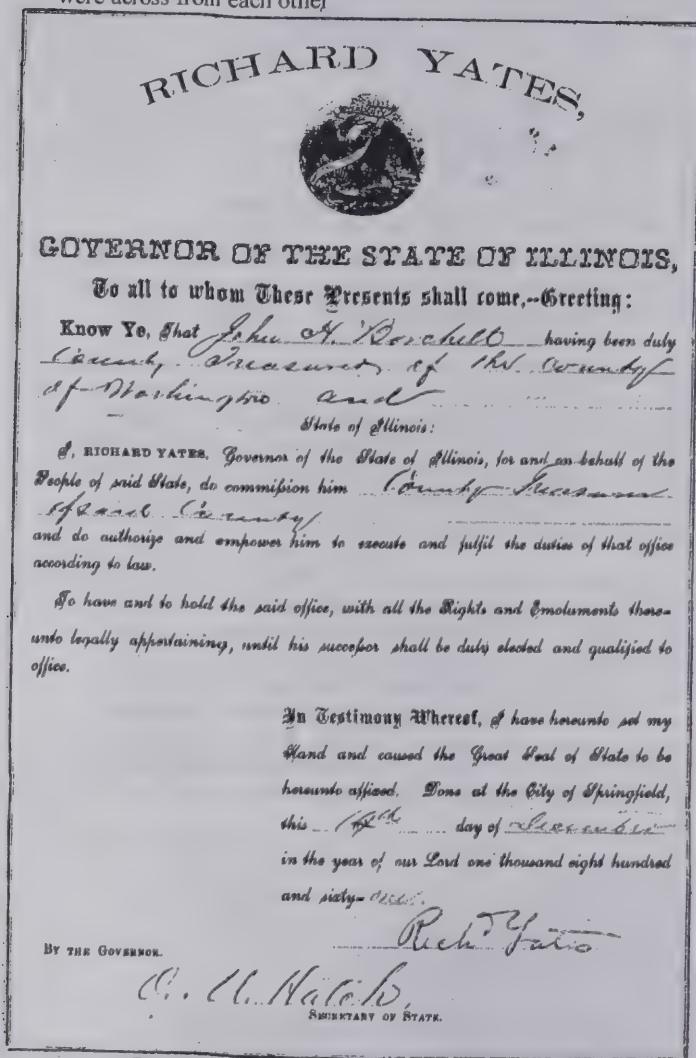 were across from each other
RICHARD YATES,
GOVERNOR OF THE STATE OF ILLINOIS,
To all to whom These Presents shall come,--Greeting:
Know Ye, That John H. Borchelt having been duly
County Treasurer of the County
of Washington and
State of Illinois:
I, RICHARD YATES, Governor of the State of Illinois, for and on behalf of the
People of said State, do commission him County Treasurer
of said County
and do authorize and empower him to execute and fulfil the duties of that office
according to law.
To have and to hold the said office, with all the Rights and Emoluments there-
unto legally appertaining, until his successor shall be duly elected and qualified to
office.
In Testimony Whereof, I have hereunto set my
Hand and caused the Great Seal of State to be
hereunto affixed. Done at the City of Springfield,
this day of December
in the year of our Lord one thousand eight hundred
and sixty-one.
Richd Yates
BY THE GOVERNOR.
O. M. Hatch,
SECRETARY OF STATE.